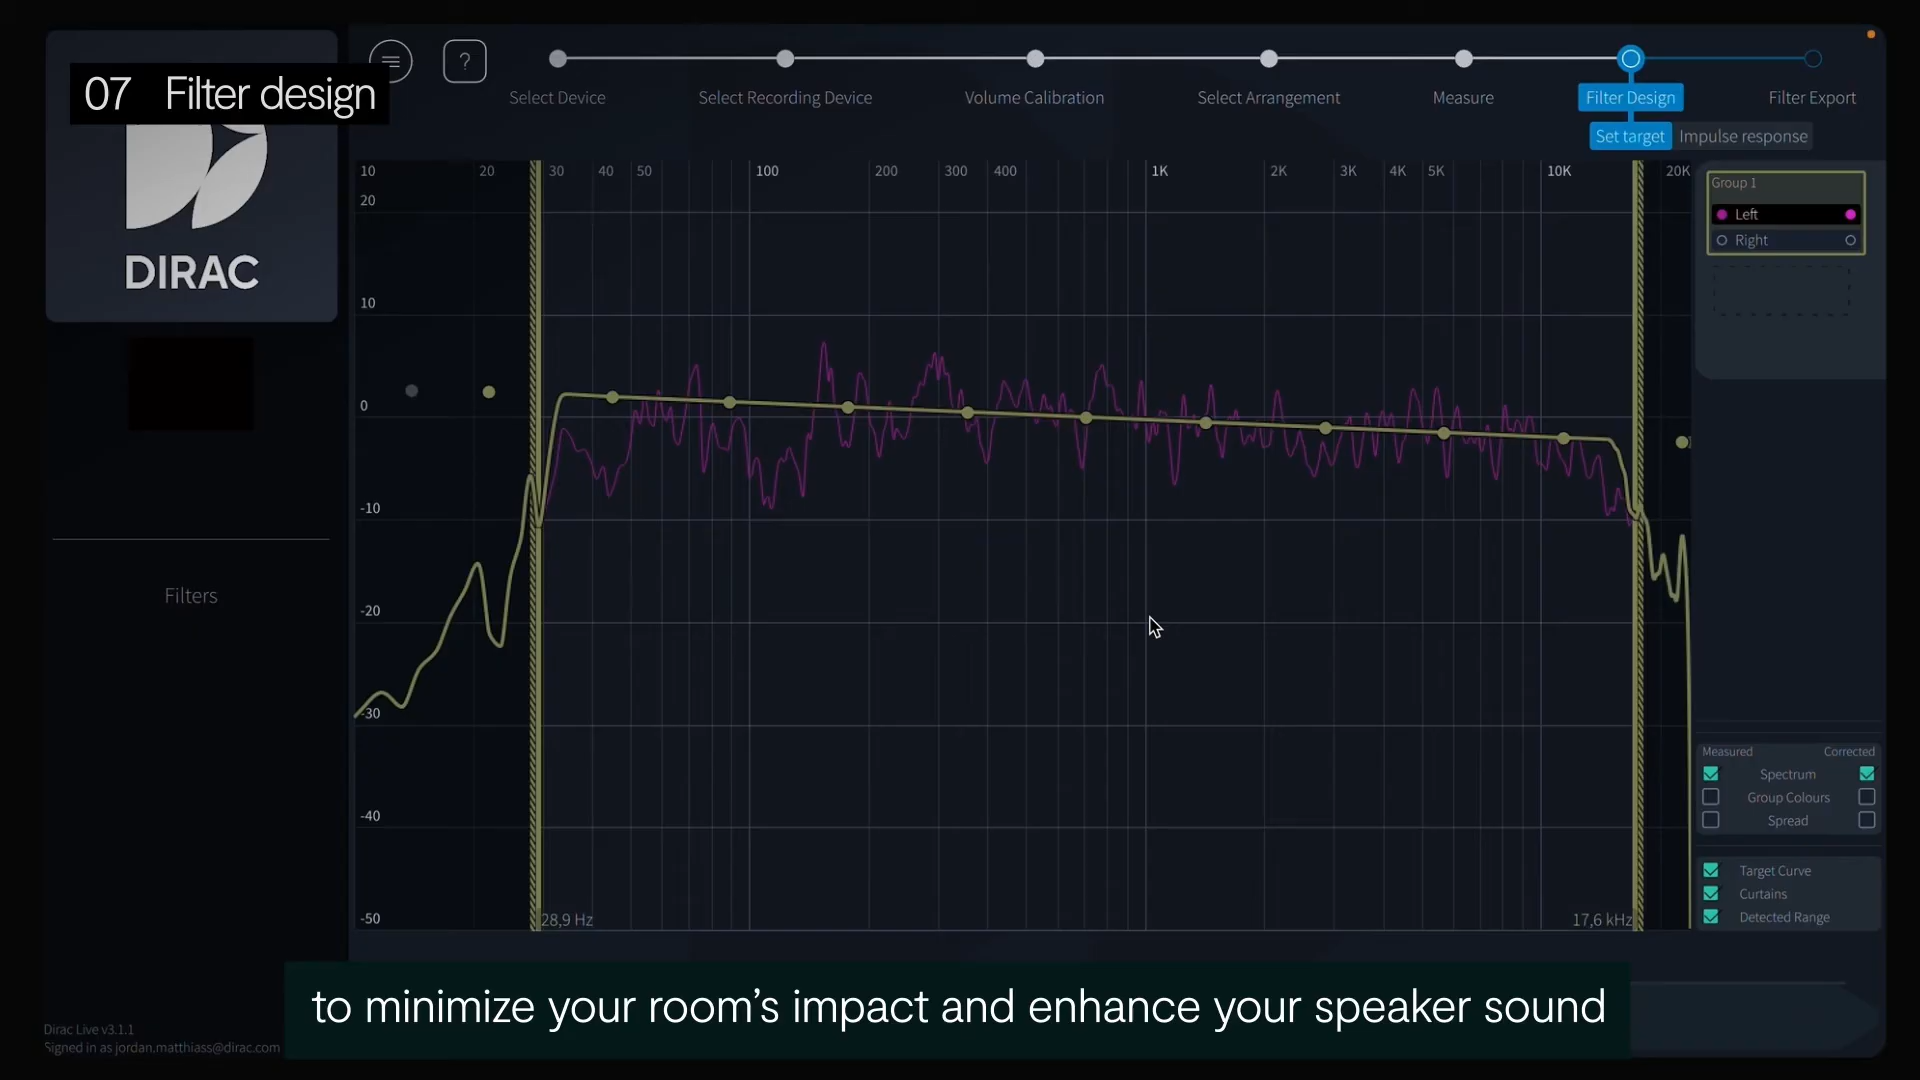 07 Filter design
?
Select Device
Select Recording Device
Volume Calibration
Select Arrangement
Measure
Filter Design
Filter Export
Set target
Impulse response
DIRAC
10 20 30 40 50 100 200 300 400 1K 2K 3K 4K 5K 10K 20K
20
10
0
-10
-20
-30
-40
-50
28,9 Hz
17,6 kHz
Group 1
Left
Right
Filters
Measured Corrected
Spectrum
Group Colours
Spread
Target Curve
Curtains
Detected Range
to minimize your room's impact and enhance your speaker sound
Dirac Live v3.1.1
Signed in as jordan.matthiass@dirac.com